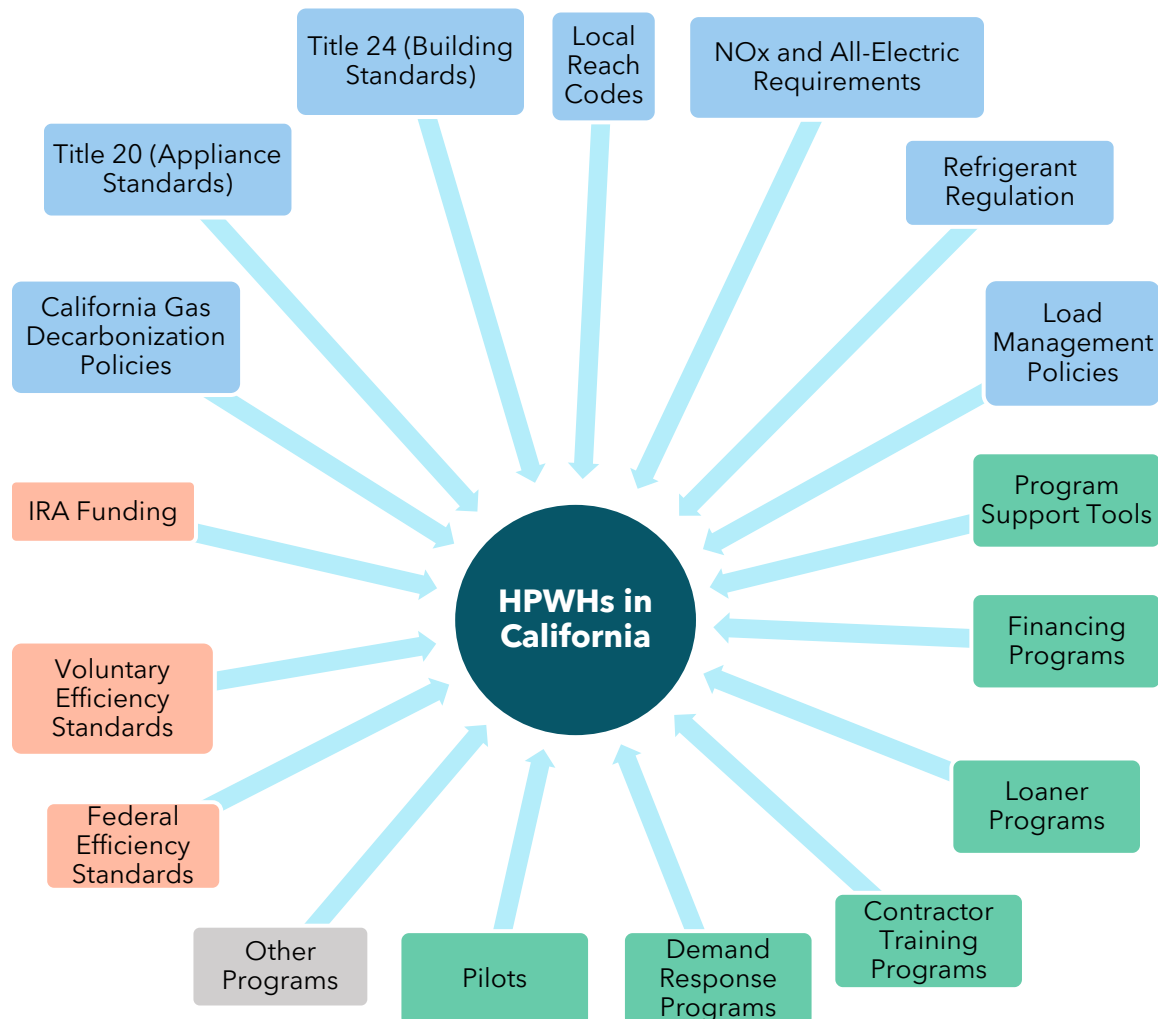 Title 24 (Building
Standards)
Local
Reach
Codes
NOx and All-Electric
Requirements
Title 20 (Appliance
Standards)
Refrigerant
Regulation
California Gas
Decarbonization
Policies
Load
Management
Policies
IRA Funding
Program
Support Tools
HPWHs in
California
Voluntary
Efficiency
Standards
Financing
Programs
Federal
Efficiency
Standards
Loaner
Programs
Other
Programs
Pilots
Demand
Response
Programs
Contractor
Training
Programs